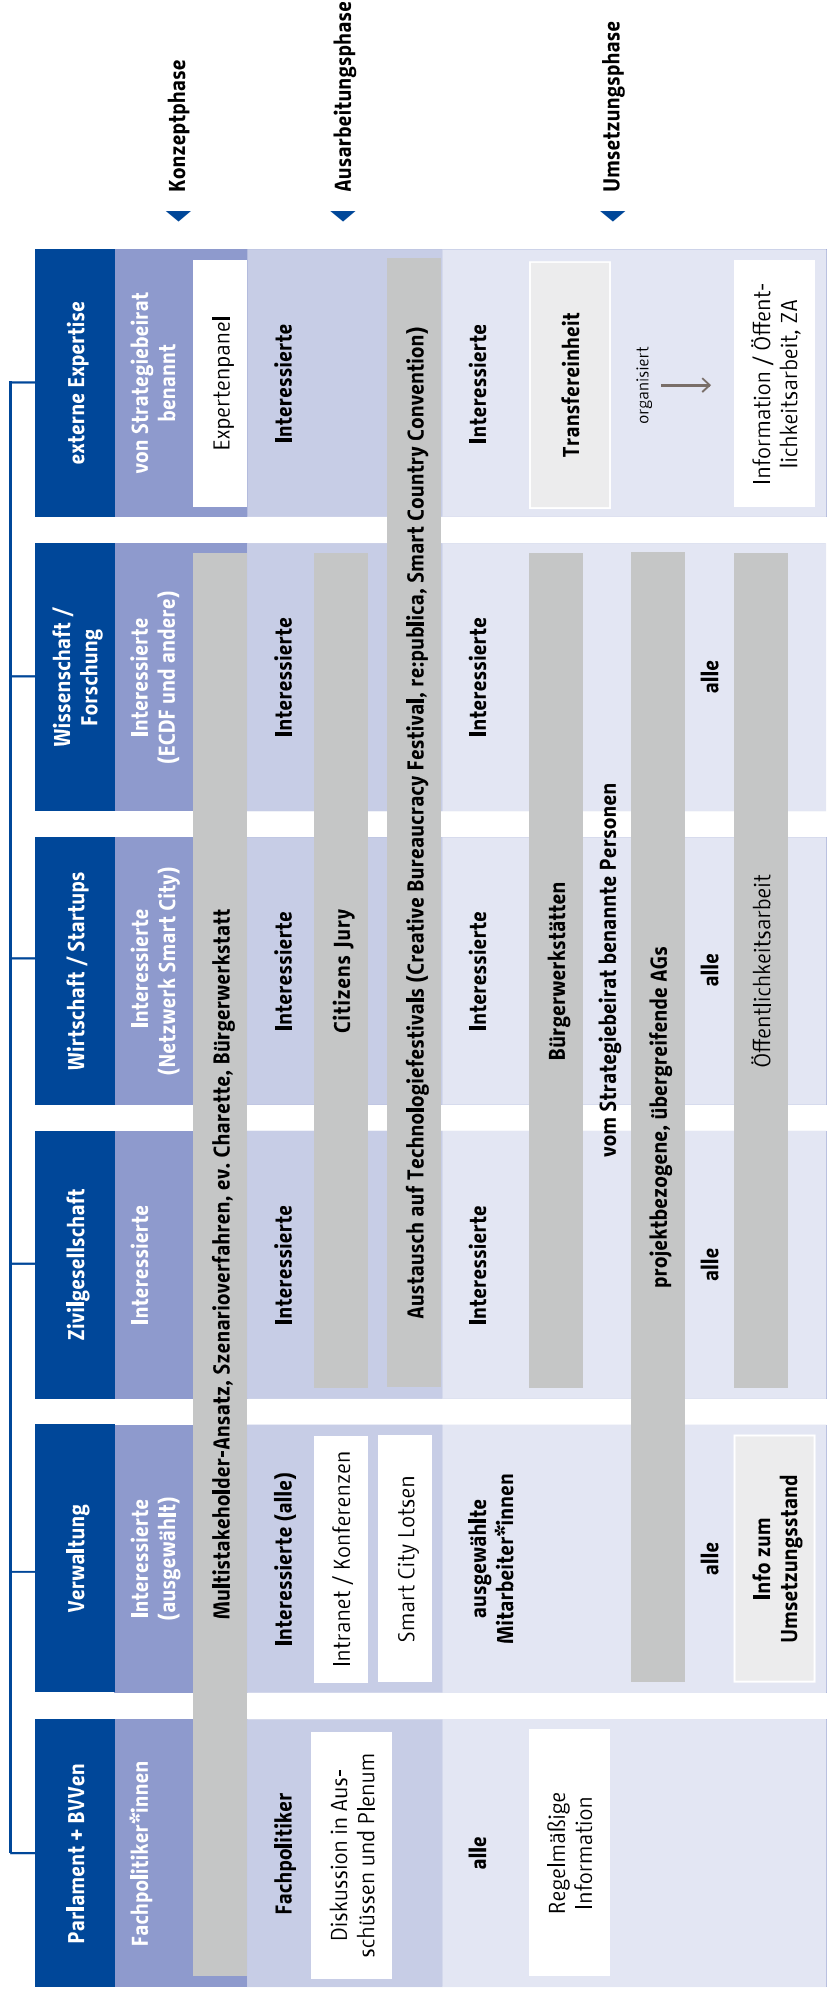 Parlament + BVVen
Verwaltung
Zivilgesellschaft
Wirtschaft / Startups
Wissenschaft /
Forschung
externe Expertise
Fachpolitiker*innen
Interessierte
(ausgewählt)
Interessierte
Interessierte
(Netzwerk Smart City)
Interessierte
(ECDF und andere)
von Strategiebeirat
benannt
Konzeptphase
Multistakeholder-Ansatz, Szenarioverfahren, ev. Charette, Bürgerwerkstatt
Expertenpanel
Fachpolitiker
Interessierte (alle)
Interessierte
Interessierte
Interessierte
Interessierte
Ausarbeitungsphase
Diskussion in Aus-
schüssen und Plenum
Intranet / Konferenzen
Citizens Jury
Smart City Lotsen
Austausch auf Technologiefestivals (Creative Bureaucracy Festival, re:publica, Smart Country Convention)
alle
ausgewählte
Mitarbeiter*innen
Interessierte
Interessierte
Interessierte
Interessierte
Umsetzungsphase
Regelmäßige
Information
Bürgerwerkstätten
Transfereinheit
vom Strategiebeirat benannte Personen
organisiert
projektbezogene, übergreifende AGs
alle
alle
alle
alle
Info zum
Umsetzungsstand
Öffentlichkeitsarbeit
Information / Öffent-
lichkeitsarbeit, ZA